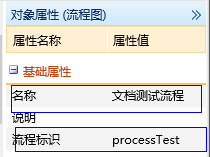 对象属性 (流程图)
属性名称 属性值
基础属性
名称 文档测试流程
说明
流程标识 processTest